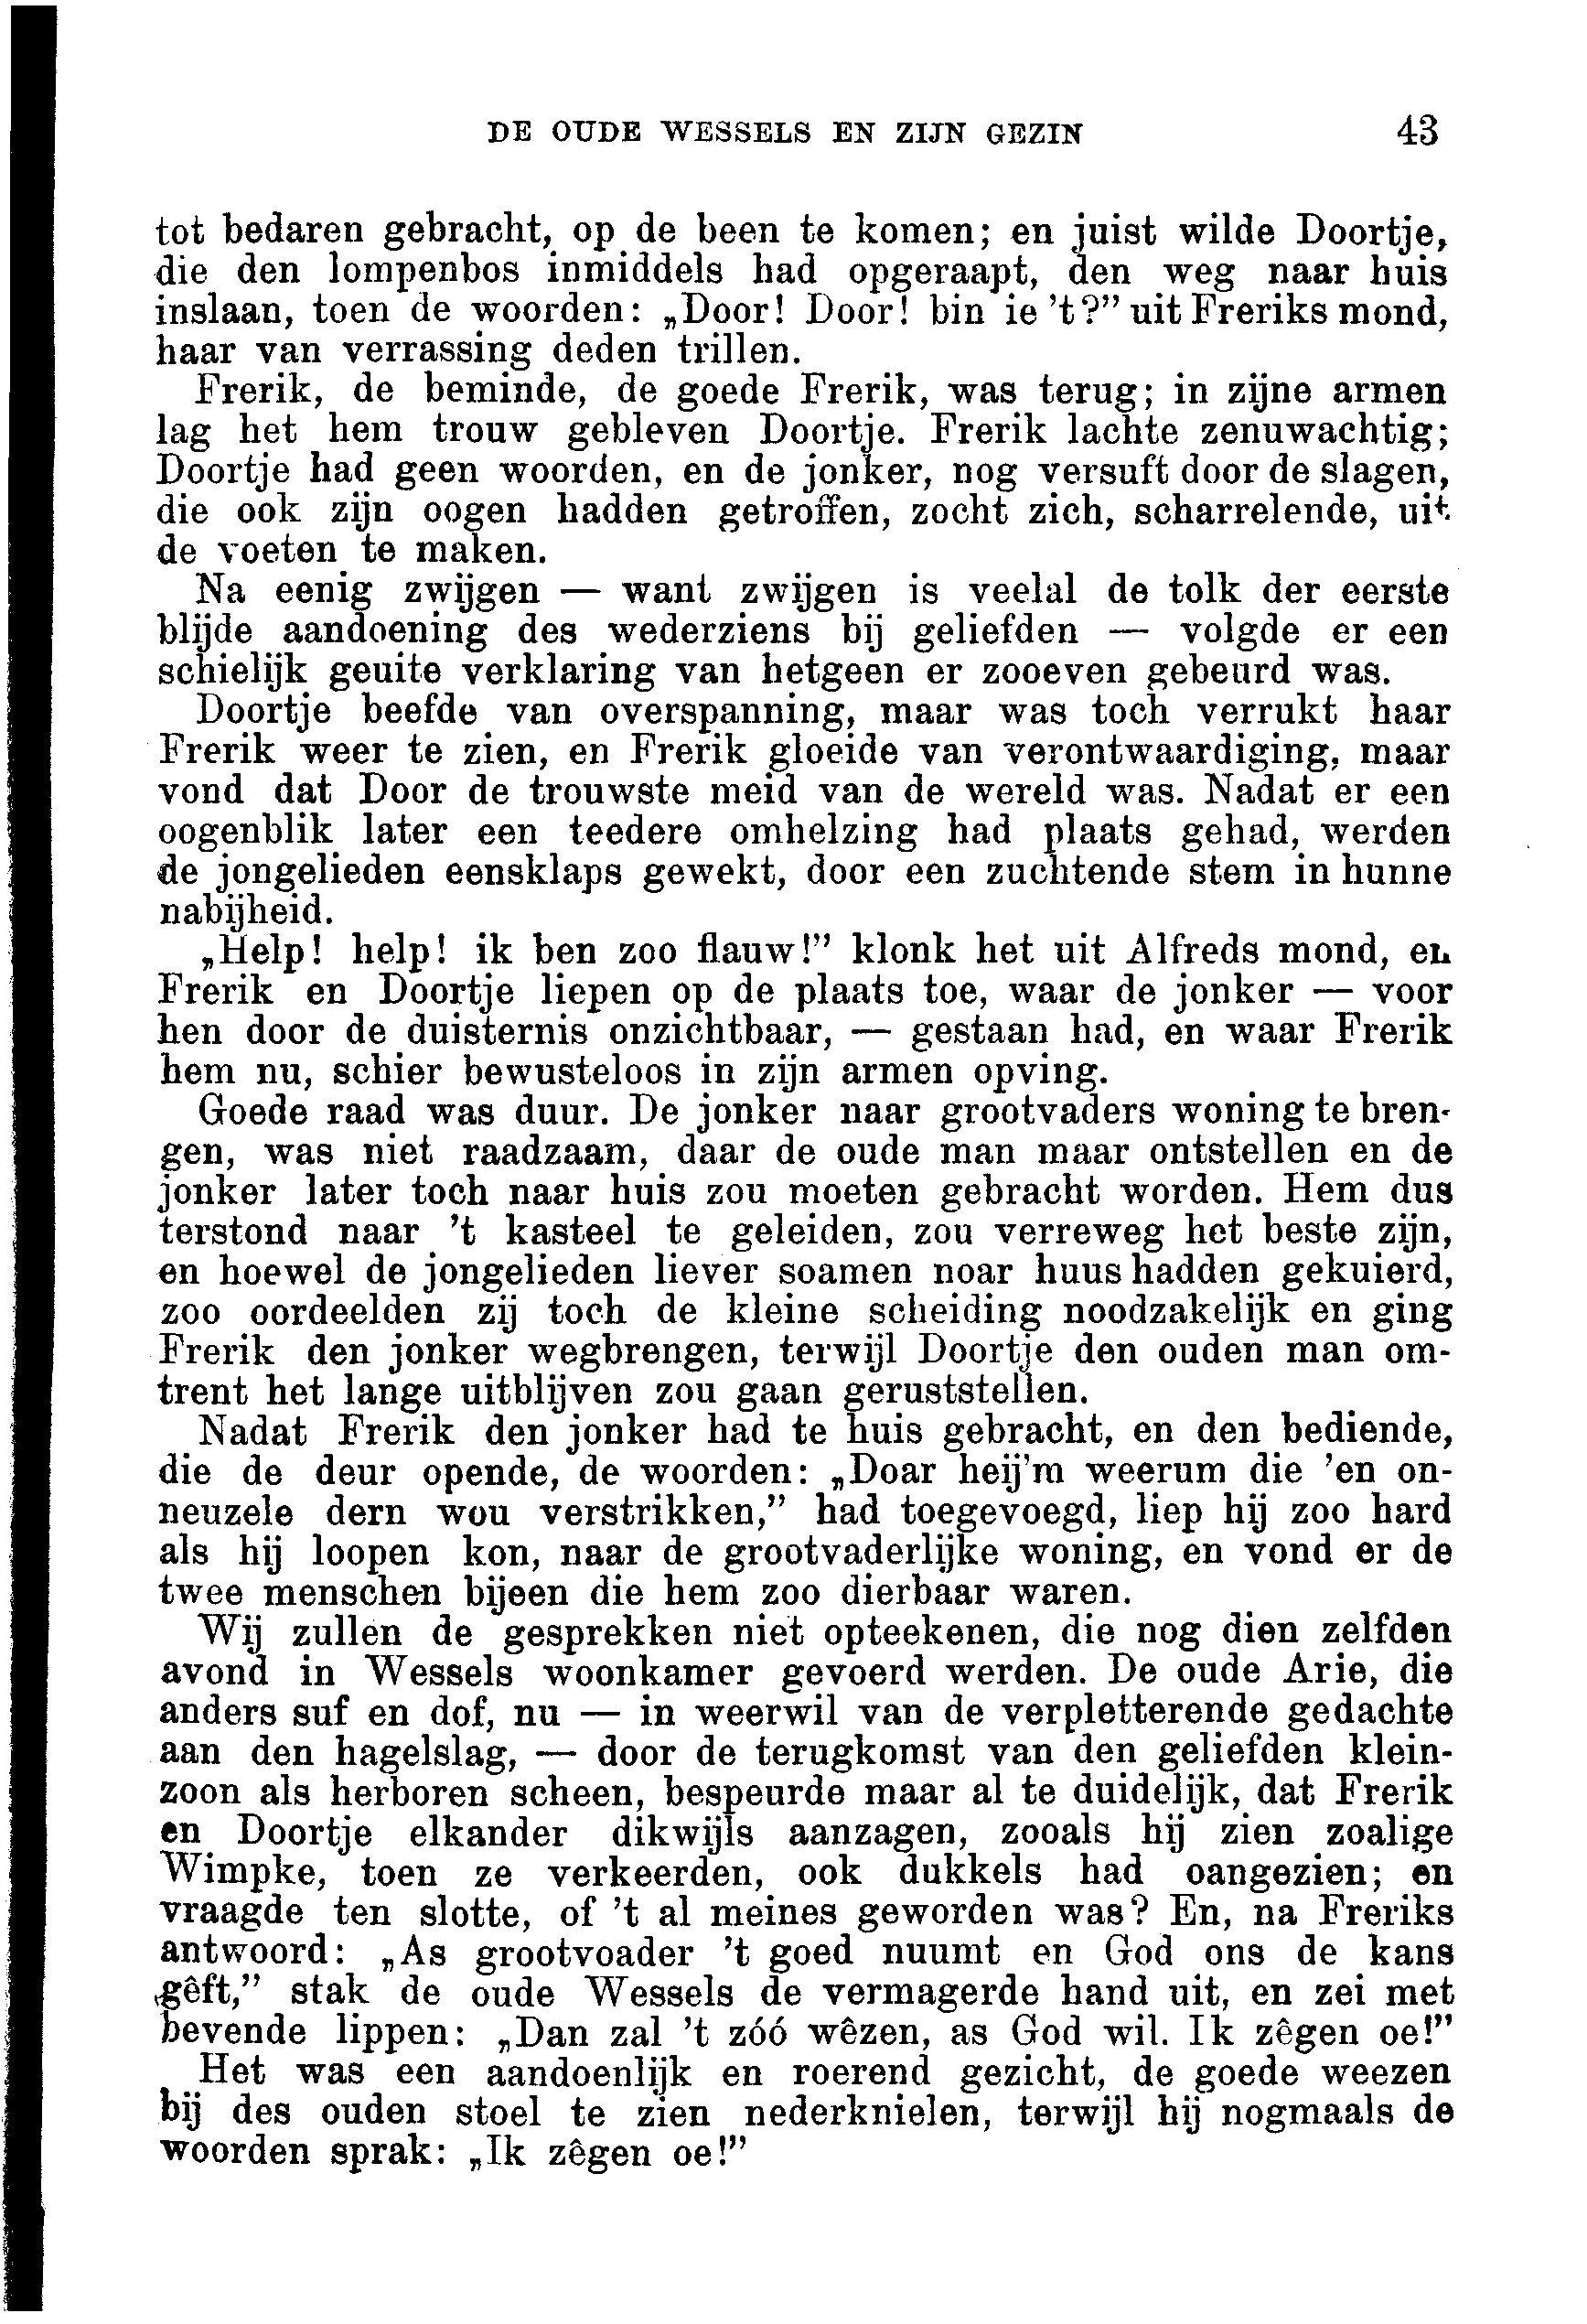 DE OUDE WESSELS EN ZIJN GEZIN 43
tot bedaren gebracht, op de been te komen; en juist wilde Doortje,
die den lompenbos inmiddels had opgeraapt, den weg naar huis
inslaan, toen de woorden: „Door! Door! bin ie 't?” uit Freriks mond,
haar van verrassing deden trillen.
Frerik, de beminde, de goede Frerik, was terug; in zijne armen
lag het hem trouw gebleven Doortje. Frerik lachte zenuwachtig;
Doortje had geen woorden, en de jonker, nog versuft door de slagen,
die ook zijn oogen hadden getroffen, zocht zich, scharrelende, uit
de voeten te maken.
Na eenig zwijgen — want zwijgen is veelal de tolk der eerste
blijde aandoening des wederziens bij geliefden — volgde er een
schielijk geuite verklaring van hetgeen er zooeven gebeurd was.
Doortje beefde van overspanning, maar was toch verrukt haar
Frerik weer te zien, en Frerik gloeide van verontwaardiging, maar
vond dat Door de trouwste meid van de wereld was. Nadat er een
oogenblik later een teedere omhelzing had plaats gehad, werden
de jongelieden eensklaps gewekt, door een zuchtende stem in hunne
nabijheid.
„Help! help! ik ben zoo flauw!” klonk het uit Alfreds mond, en
Frerik en Doortje liepen op de plaats toe, waar de jonker — voor
hen door de duisternis onzichtbaar, — gestaan had, en waar Frerik
hem nu, schier bewusteloos in zijn armen opving.
Goede raad was duur. De jonker naar grootvaders woning te bren-
gen, was niet raadzaam, daar de oude man maar ontstellen en de
jonker later toch naar huis zou moeten gebracht worden. Hem dus
terstond naar 't kasteel te geleiden, zou verreweg het beste zijn,
en hoewel de jongelieden liever soamen noar huus hadden gekuierd,
zoo oordeelden zij toch de kleine scheiding noodzakelijk en ging
Frerik den jonker wegbrengen, terwijl Doortje den ouden man om-
trent het lange uitblijven zou gaan geruststellen.
Nadat Frerik den jonker had te huis gebracht, en den bediende,
die de deur opende, de woorden: „Doar heij'm weerum die 'en on-
neuzele dern wou verstrikken,” had toegevoegd, liep hij zoo hard
als hij loopen kon, naar de grootvaderlijke woning, en vond er de
twee menschen bijeen die hem zoo dierbaar waren.
Wij zullen de gesprekken niet opteekenen, die nog dien zelfden
avond in Wessels woonkamer gevoerd werden. De oude Arie, die
anders suf en dof, nu — in weerwil van de verpletterende gedachte
aan den hagelslag, — door de terugkomst van den geliefden klein-
zoon als herboren scheen, bespeurde maar al te duidelijk, dat Frerik
en Doortje elkander dikwijls aanzagen, zooals hij zien zoalige
Wimpke, toen ze verkeerden, ook dukkels had oangezien; en
vraagde ten slotte, of 't al meines geworden was? En, na Freriks
antwoord: „As grootvoader 't goed nuumt en God ons de kans
gêft,” stak de oude Wessels de vermagerde hand uit, en zei met
bevende lippen: „Dan zal 't zóó wêzen, as God wil. Ik zêgen oe!”
Het was een aandoenlijk en roerend gezicht, de goede weezen
bij des ouden stoel te zien nederknielen, terwijl hij nogmaals de
woorden sprak: „Ik zêgen oe!”